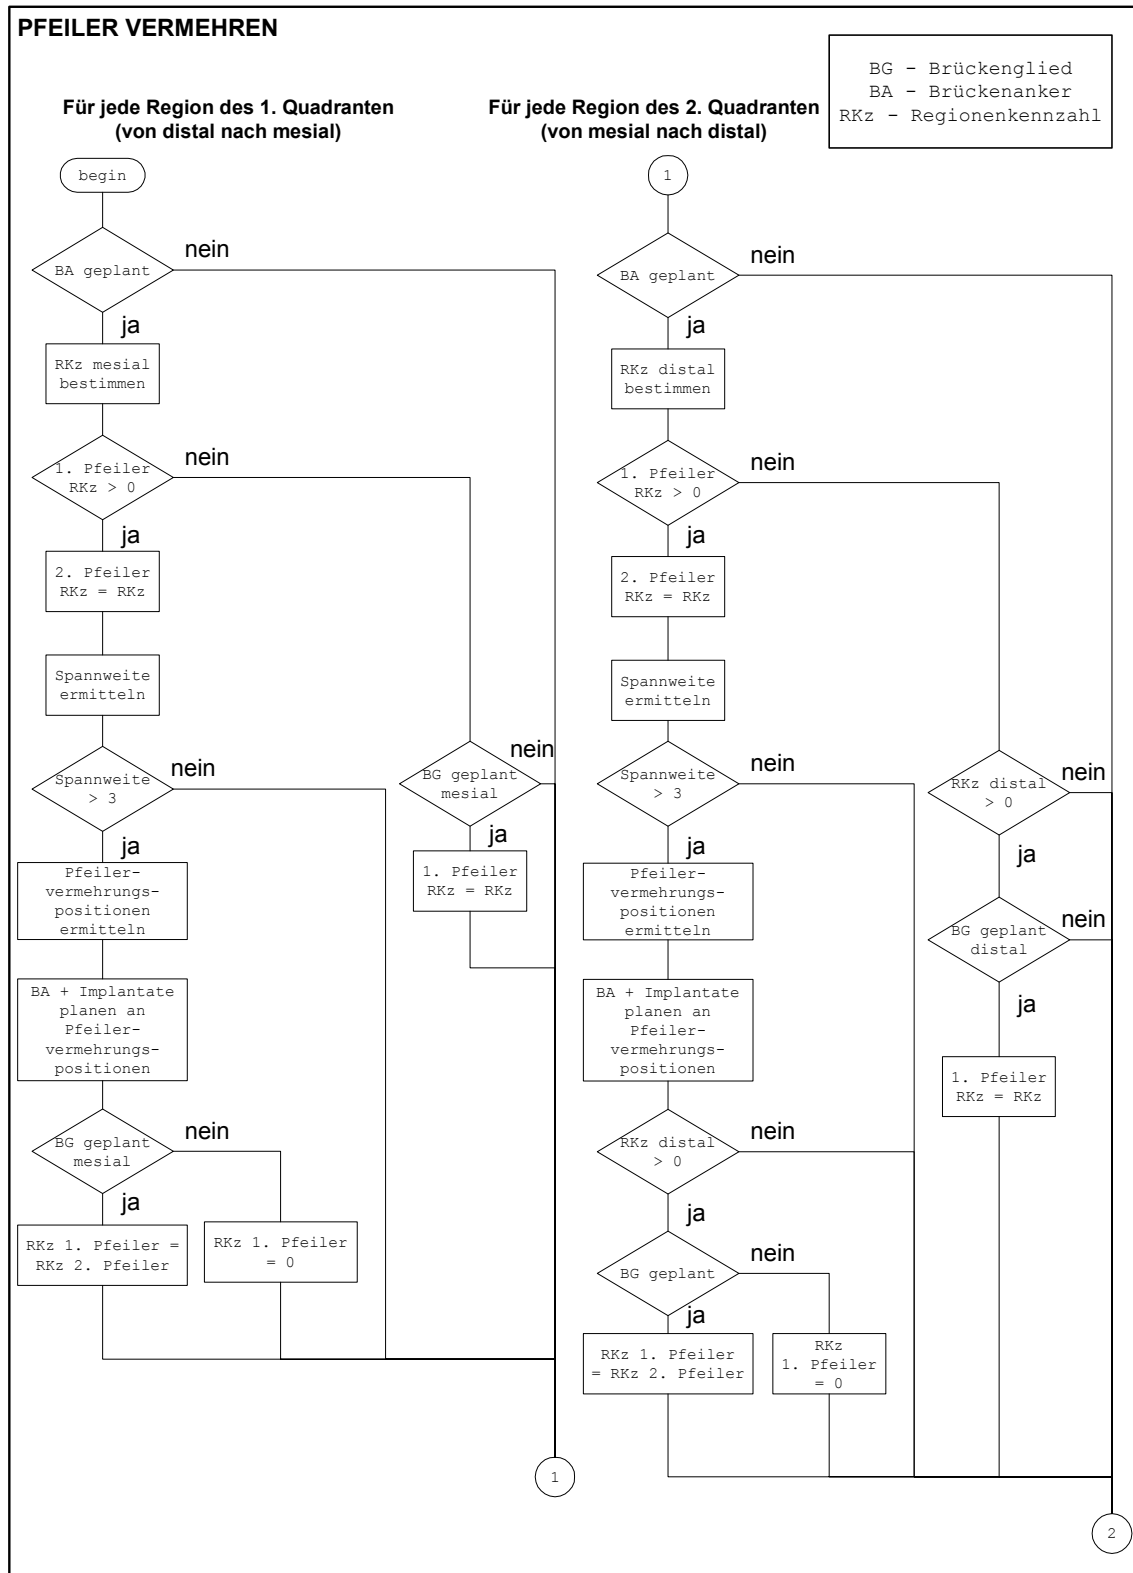 PFEILER VERMEHREN
BG - Brückenglied
BA - Brückenanker
RKz - Regionenkennzahl
Für jede Region des 1. Quadranten
(von distal nach mesial)
begin
BA geplant
nein
ja
RKz mesial
bestimmen
1. Pfeiler
RKz > 0
nein
ja
2. Pfeiler
RKz = RKz
Spannweite
ermitteln
Spannweite
> 3
nein
ja
BG geplant
mesial
nein
ja
1. Pfeiler
RKz = RKz
Pfeiler-
vermehrungs-
positionen
ermitteln
BA + Implantate
planen an
Pfeiler-
vermehrungs-
positionen
BG geplant
mesial
nein
ja
RKz 1. Pfeiler =
RKz 2. Pfeiler
RKz 1. Pfeiler
= 0
1
Für jede Region des 2. Quadranten
(von mesial nach distal)
1
BA geplant
nein
ja
RKz distal
bestimmen
1. Pfeiler
RKz > 0
nein
ja
2. Pfeiler
RKz = RKz
Spannweite
ermitteln
Spannweite
> 3
nein
ja
RKz distal
> 0
nein
ja
BG geplant
distal
nein
ja
1. Pfeiler
RKz = RKz
Pfeiler-
vermehrungs-
positionen
ermitteln
BA + Implantate
planen an
Pfeiler-
vermehrungs-
positionen
RKz distal
> 0
nein
ja
BG geplant
nein
ja
RKz 1. Pfeiler
= RKz 2. Pfeiler
RKz
1. Pfeiler
= 0
2